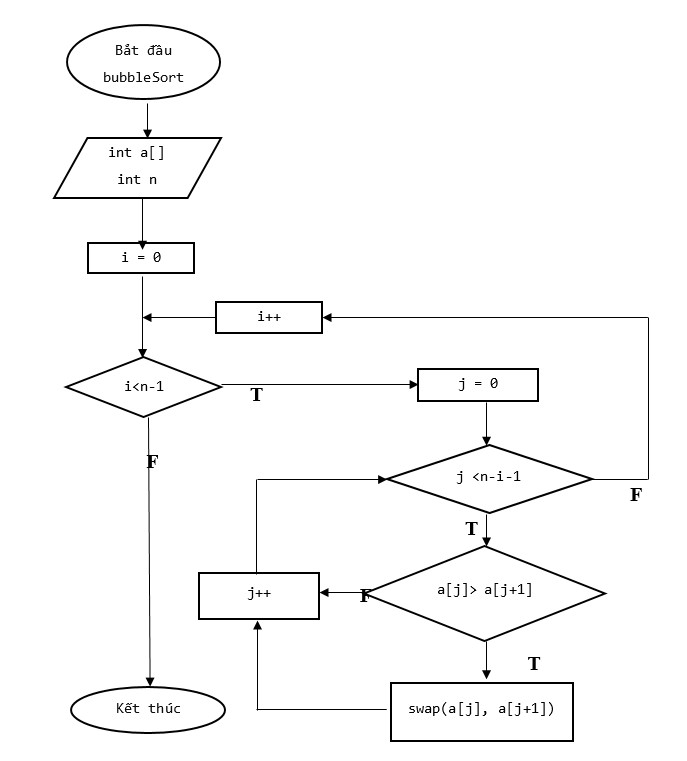 Bắt đầu
bubbleSort
int a[]
int n
i = 0
i++
i<n-1
T
j = 0
F
j <n-i-1
F
T
a[j]> a[j+1]
F
j++
T
swap(a[j], a[j+1])
Kết thúc